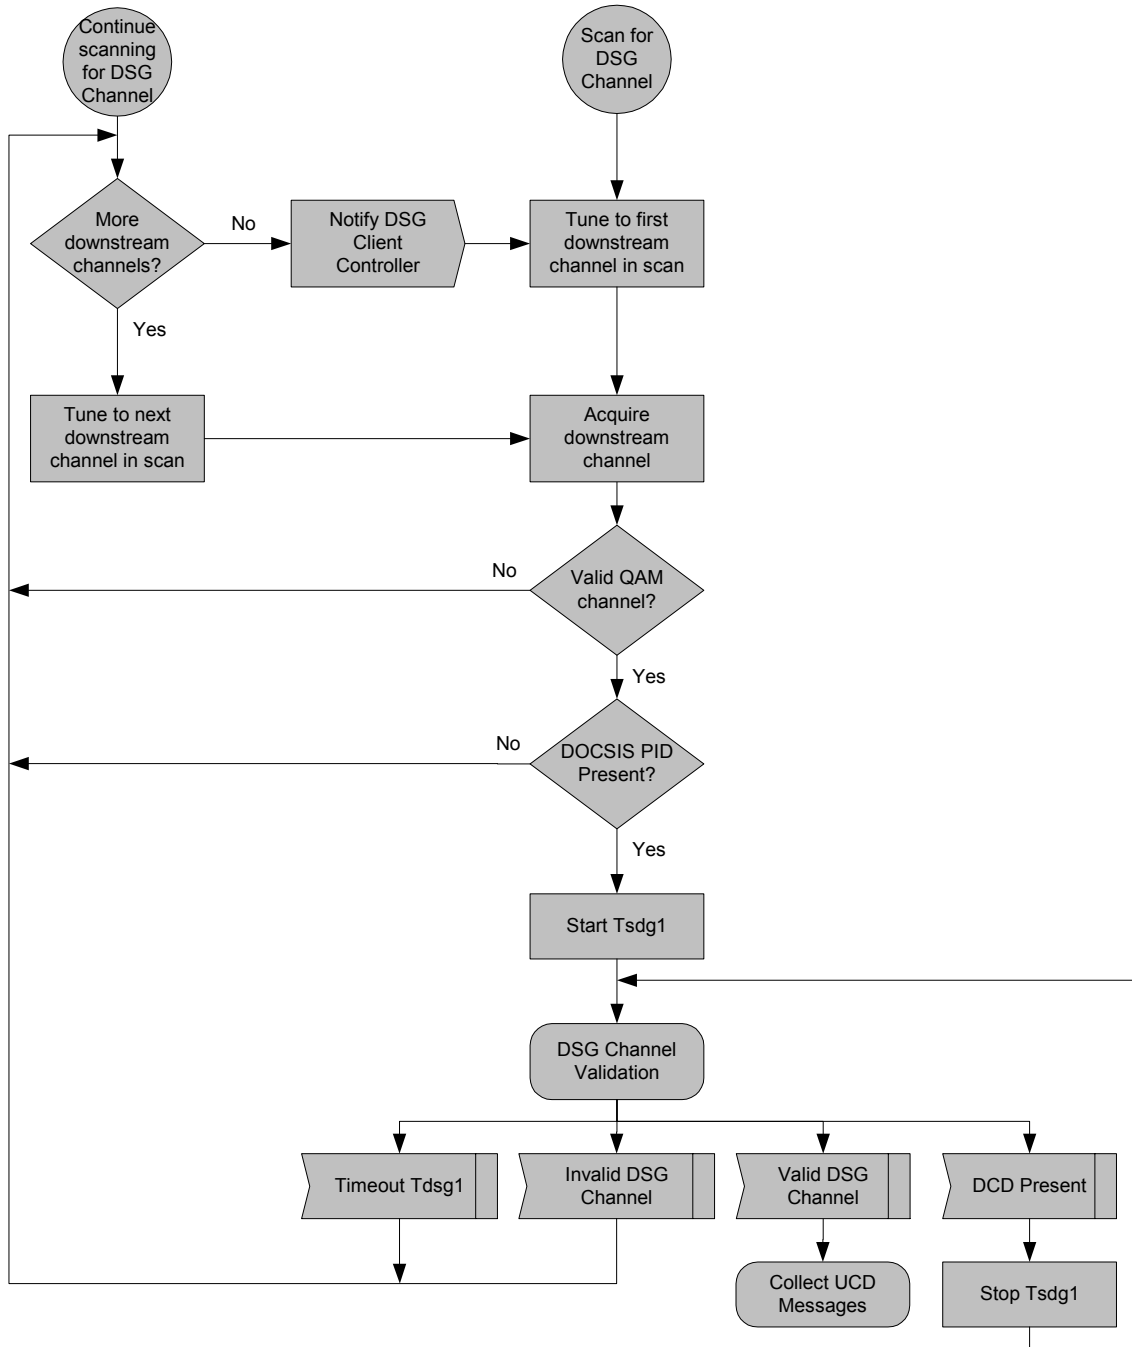 Continue
scanning
for DSG
Channel
Scan for
DSG
Channel
More
downstream
channels?
No
Notify DSG
Client
Controller
Tune to first
downstream
channel in scan
Yes
Tune to next
downstream
channel in scan
Acquire
downstream
channel
No
Valid QAM
channel?
Yes
No
DOCSIS PID
Present?
Yes
Start Tsdg1
DSG Channel
Validation
Timeout Tdsg1
Invalid DSG
Channel
Valid DSG
Channel
DCD Present
Collect UCD
Messages
Stop Tsdg1